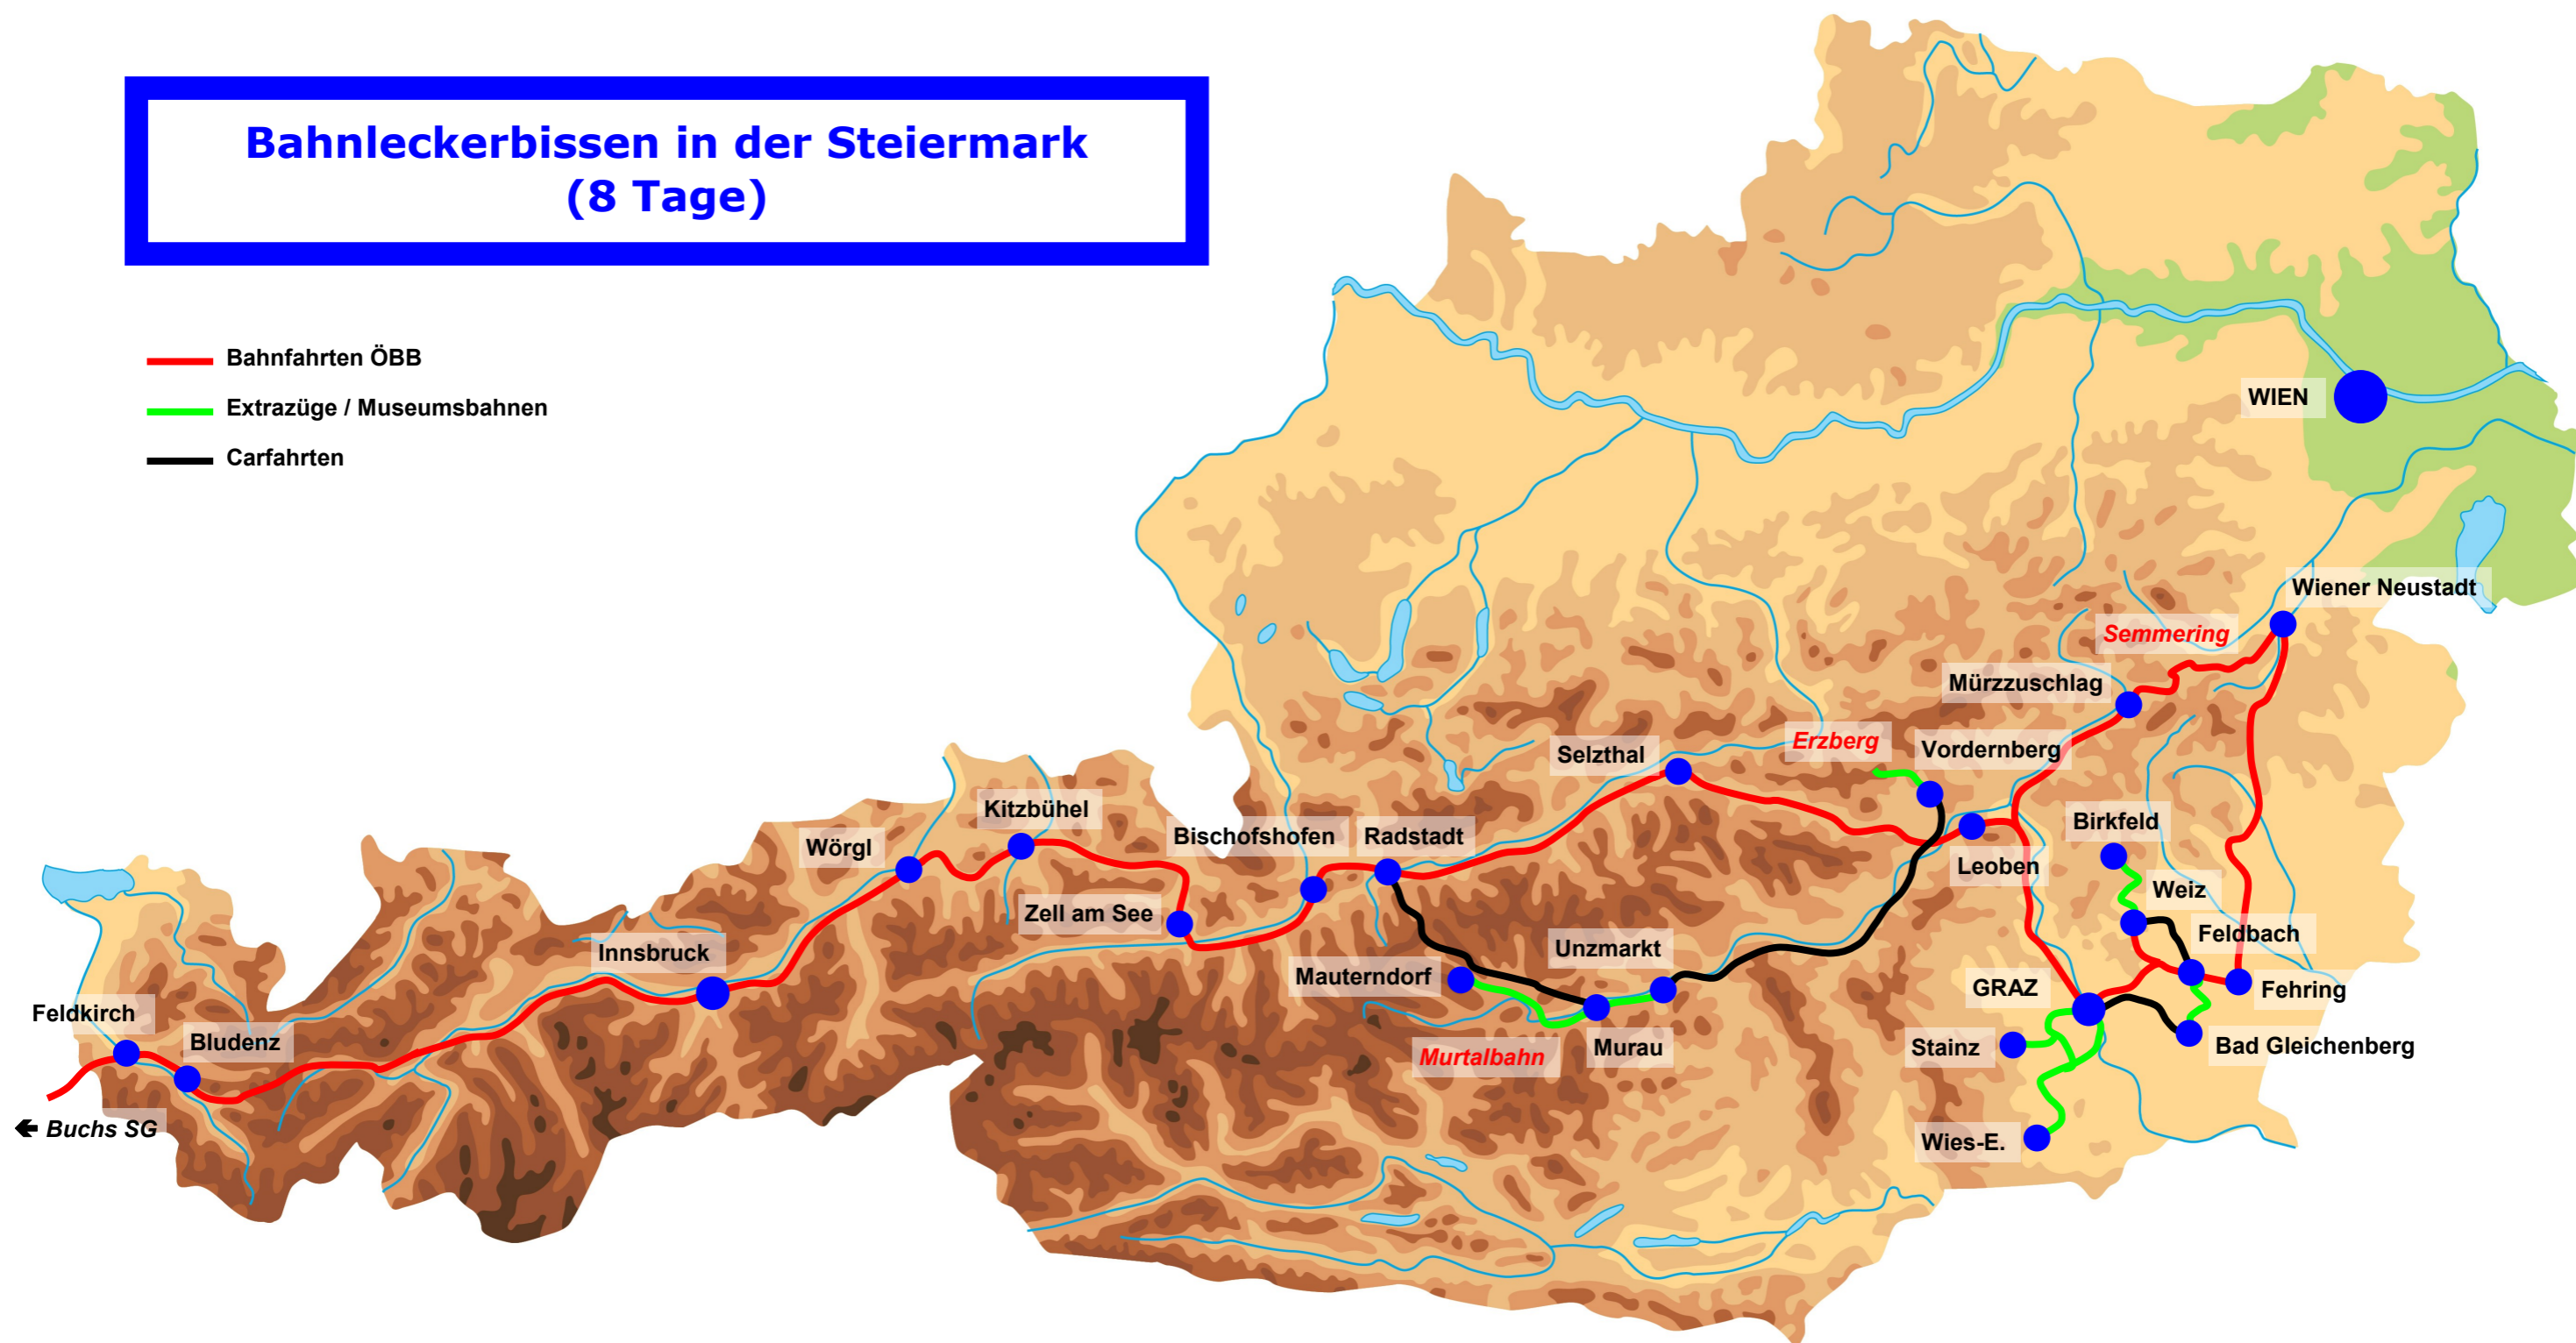 Bahnleckerbissen in der Steiermark
(8 Tage)
Bahnfahrten ÖBB
Extrazüge / Museumsbahnen
Carfahrten
WIEN
Wiener Neustadt
Semmering
Mürzzuschlag
Erzberg
Vordernberg
Selzthal
Kitzbühel
Wörgl
Bischofshofen
Radstadt
Birkfeld
Leoben
Weiz
Zell am See
Feldbach
Innsbruck
Unzmarkt
Mauterndorf
GRAZ
Fehring
Feldkirch
Bludenz
Murtalbahn
Murau
Stainz
Bad Gleichenberg
← Buchs SG
Wies-E.